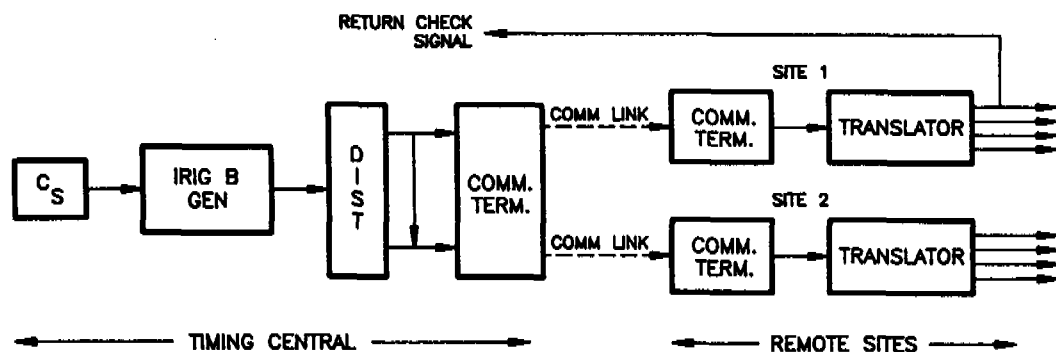 RETURN CHECK
SIGNAL
SITE 1
COMM LINK
COMM.
TERM.
TRANSLATOR
CS
IRIG B
GEN
D
I
S
T
COMM.
TERM.
SITE 2
COMM LINK
COMM.
TERM.
TRANSLATOR
TIMING CENTRAL
REMOTE SITES